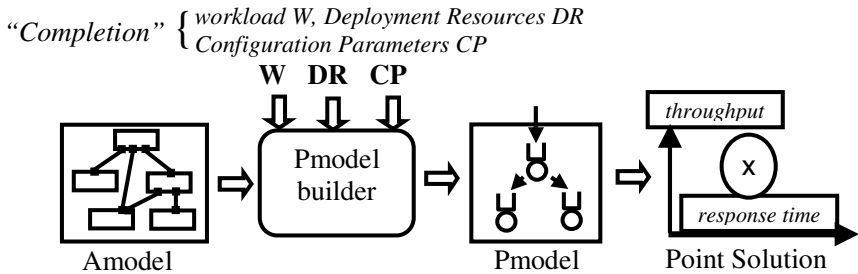 “Completion” { workload W, Deployment Resources DR
Configuration Parameters CP
W DR CP
throughput
Pmodel
builder
x
response time
Amodel
Pmodel
Point Solution